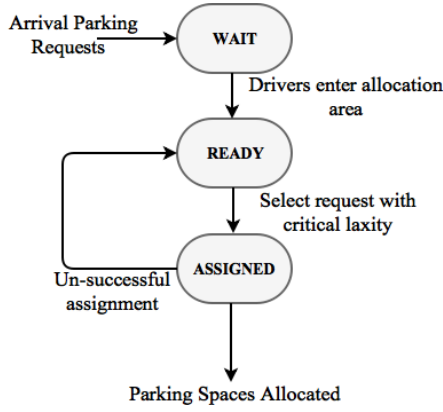 Arrival Parking
Requests
WAIT
Drivers enter allocation
area
READY
Select request with
critical laxity
ASSIGNED
Un-successful
assignment
Parking Spaces Allocated